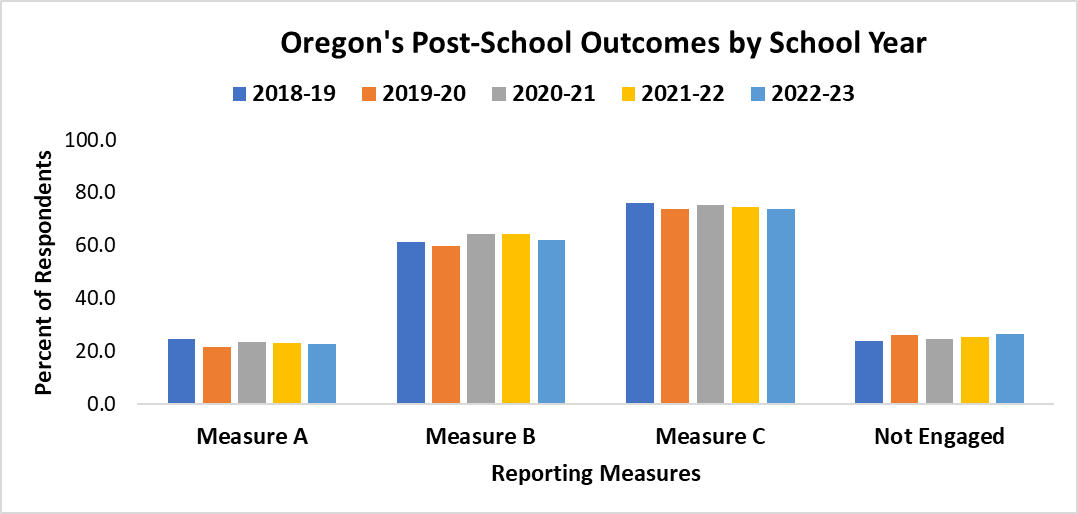 Oregon's Post-School Outcomes by School Year
2018-19 2019-20 2020-21 2021-22 2022-23
Percent of Respondents
100.0
80.0
60.0
40.0
20.0
0.0
Measure A Measure B Measure C Not Engaged
Reporting Measures